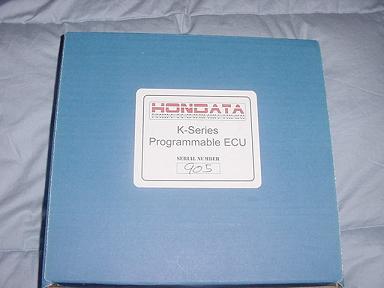 HONDATA
K-Series
Programmable ECU
SERIAL NUMBER
905